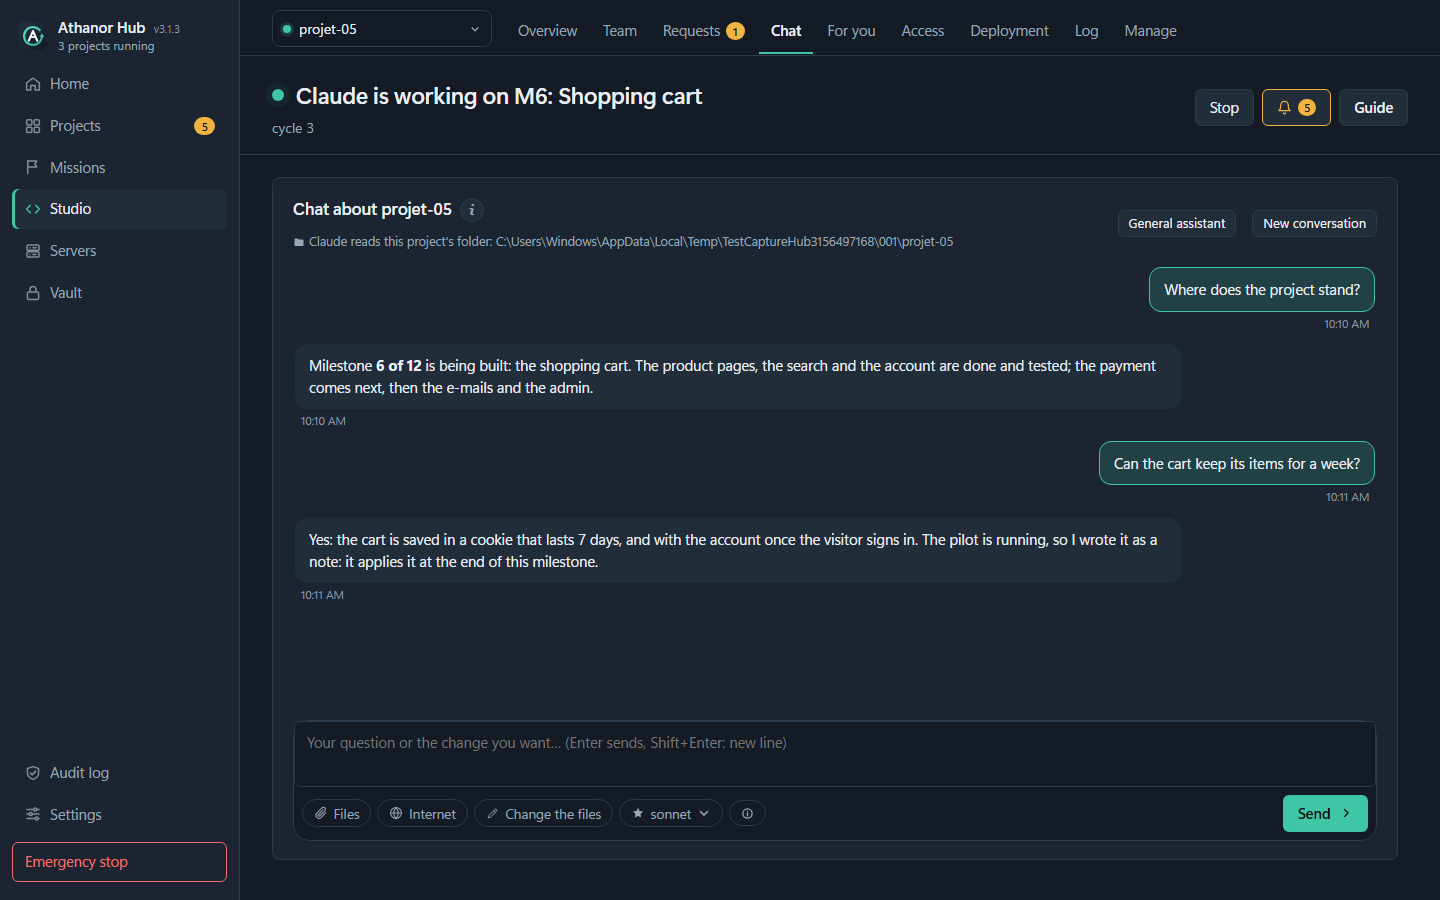 Athanor Hub v3.1.3
3 projects running
Home
Projects 5
Missions
Studio
Servers
Vault
Audit log
Settings
Emergency stop
projet-05
Overview Team Requests 1 Chat For you Access Deployment Log Manage
Claude is working on M6: Shopping cart
cycle 3
Stop 5 Guide
Chat about projet-05 i
Claude reads this project's folder: C:\Users\Windows\AppData\Local\Temp\TestCaptureHub3156497168\001\projet-05
General assistant New conversation
Where does the project stand?
10:10 AM
Milestone 6 of 12 is being built: the shopping cart. The product pages, the search and the account are done and tested; the payment
comes next, then the e-mails and the admin.
10:10 AM
Can the cart keep its items for a week?
10:11 AM
Yes: the cart is saved in a cookie that lasts 7 days, and with the account once the visitor signs in. The pilot is running, so I wrote it as a
note: it applies it at the end of this milestone.
10:11 AM
Your question or the change you want... (Enter sends, Shift+Enter: new line)
Files Internet Change the files sonnet Send